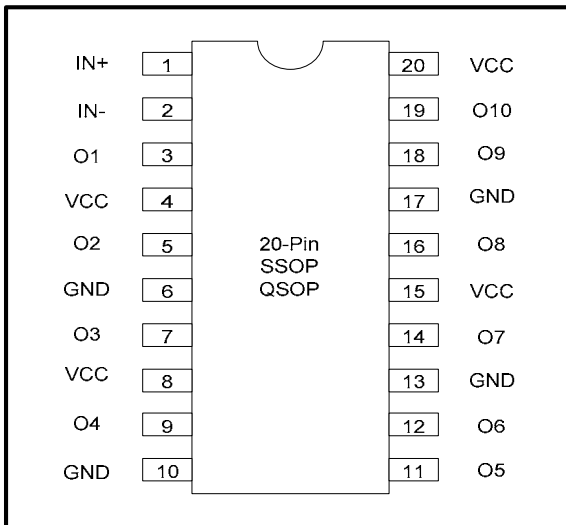 IN+ 1 20 VCC
IN- 2 19 O10
O1 3 18 O9
VCC 4 17 GND
O2 5 20-Pin 16 O8
SSOP
GND 6 QSOP 15 VCC
O3 7 14 O7
VCC 8 13 GND
O4 9 12 O6
GND 10 11 O5